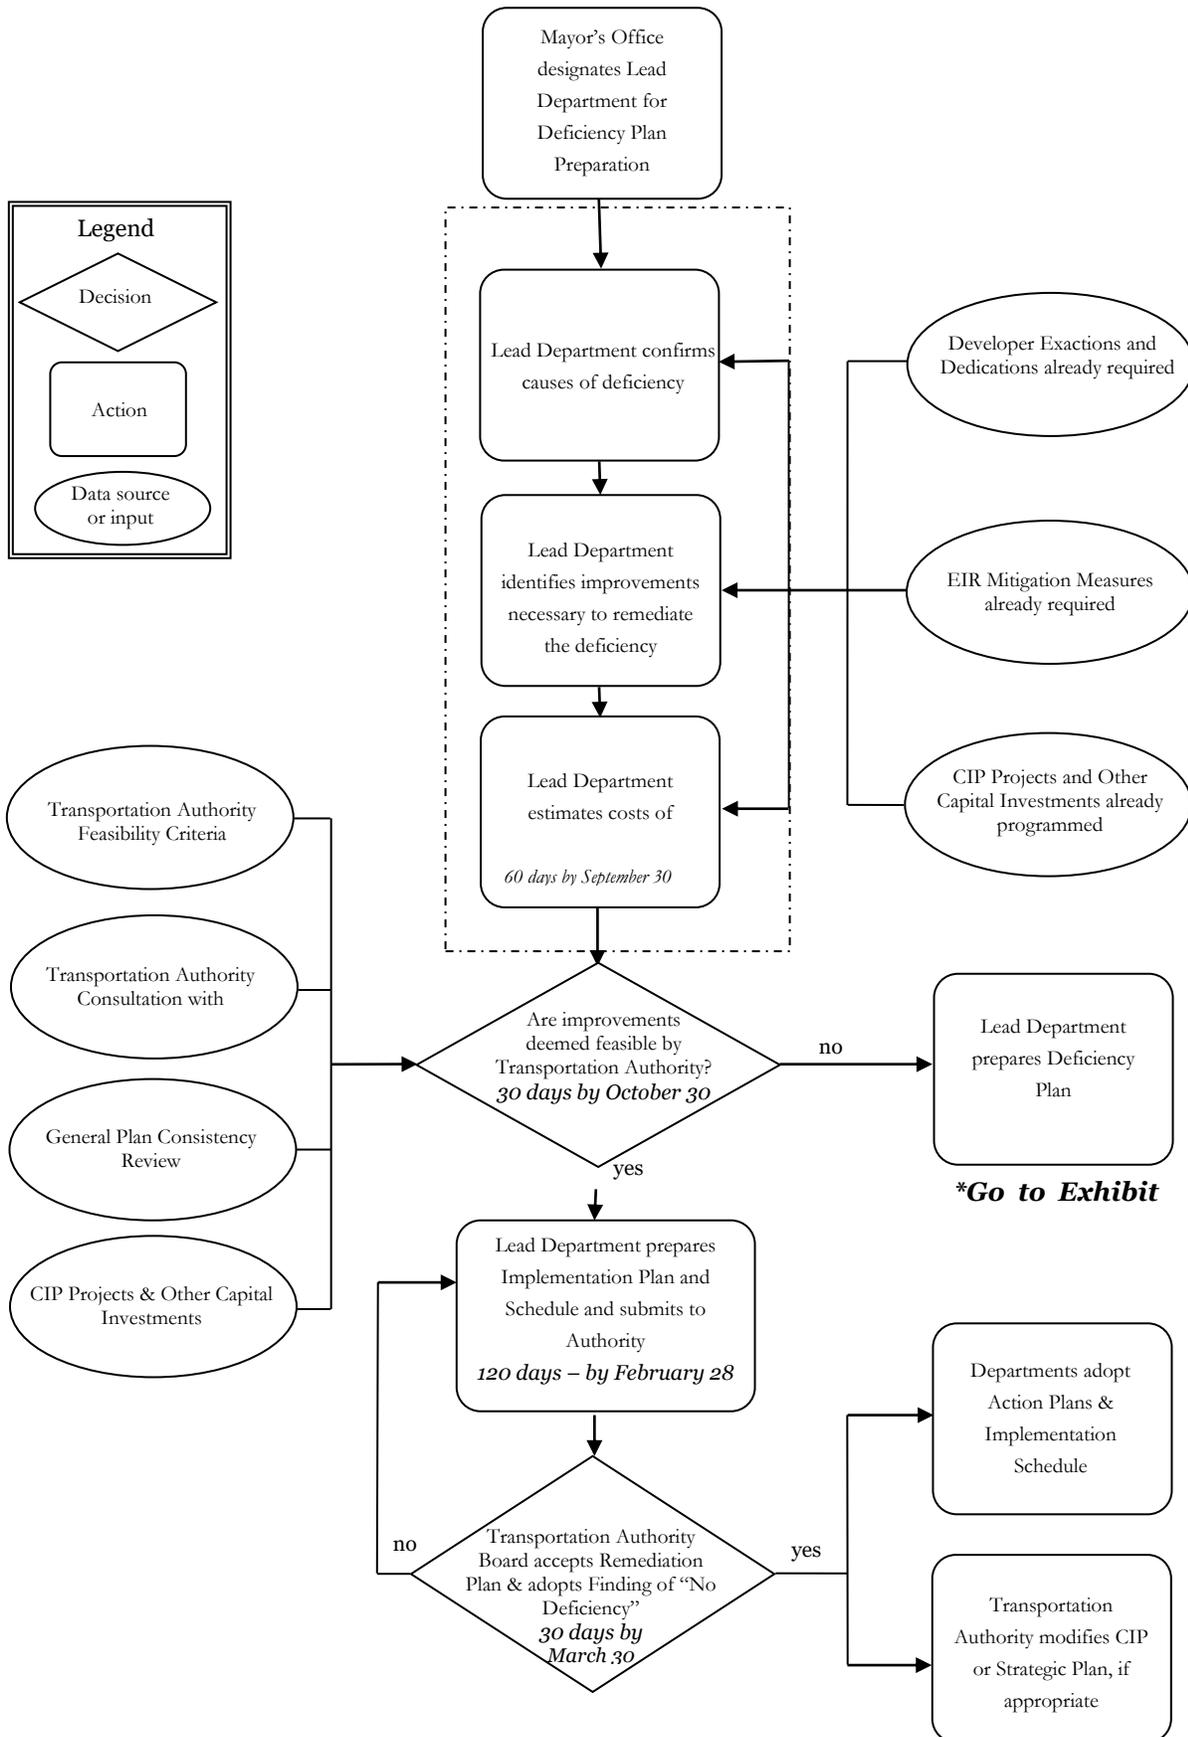 Mayor's Office
designates Lead
Department for
Deficiency Plan
Preparation
Legend
Decision
Action
Data source
or input
Lead Department confirms
causes of deficiency
Developer Exactions and
Dedications already required
Lead Department
identifies improvements
necessary to remediate
the deficiency
EIR Mitigation Measures
already required
Lead Department
estimates costs of
60 days by September 30
CIP Projects and Other
Capital Investments already
programmed
Transportation Authority
Feasibility Criteria
Transportation Authority
Consultation with
General Plan Consistency
Review
CIP Projects & Other Capital
Investments
Are improvements
deemed feasible by
Transportation Authority?
30 days by October 30
no
Lead Department
prepares Deficiency
Plan
*Go to Exhibit
yes
Lead Department prepares
Implementation Plan and
Schedule and submits to
Authority
120 days – by February 28
no
Transportation Authority
Board accepts Remediation
Plan & adopts Finding of “No
Deficiency”
30 days by
March 30
yes
Departments adopt
Action Plans &
Implementation
Schedule
Transportation
Authority modifies CIP
or Strategic Plan, if
appropriate